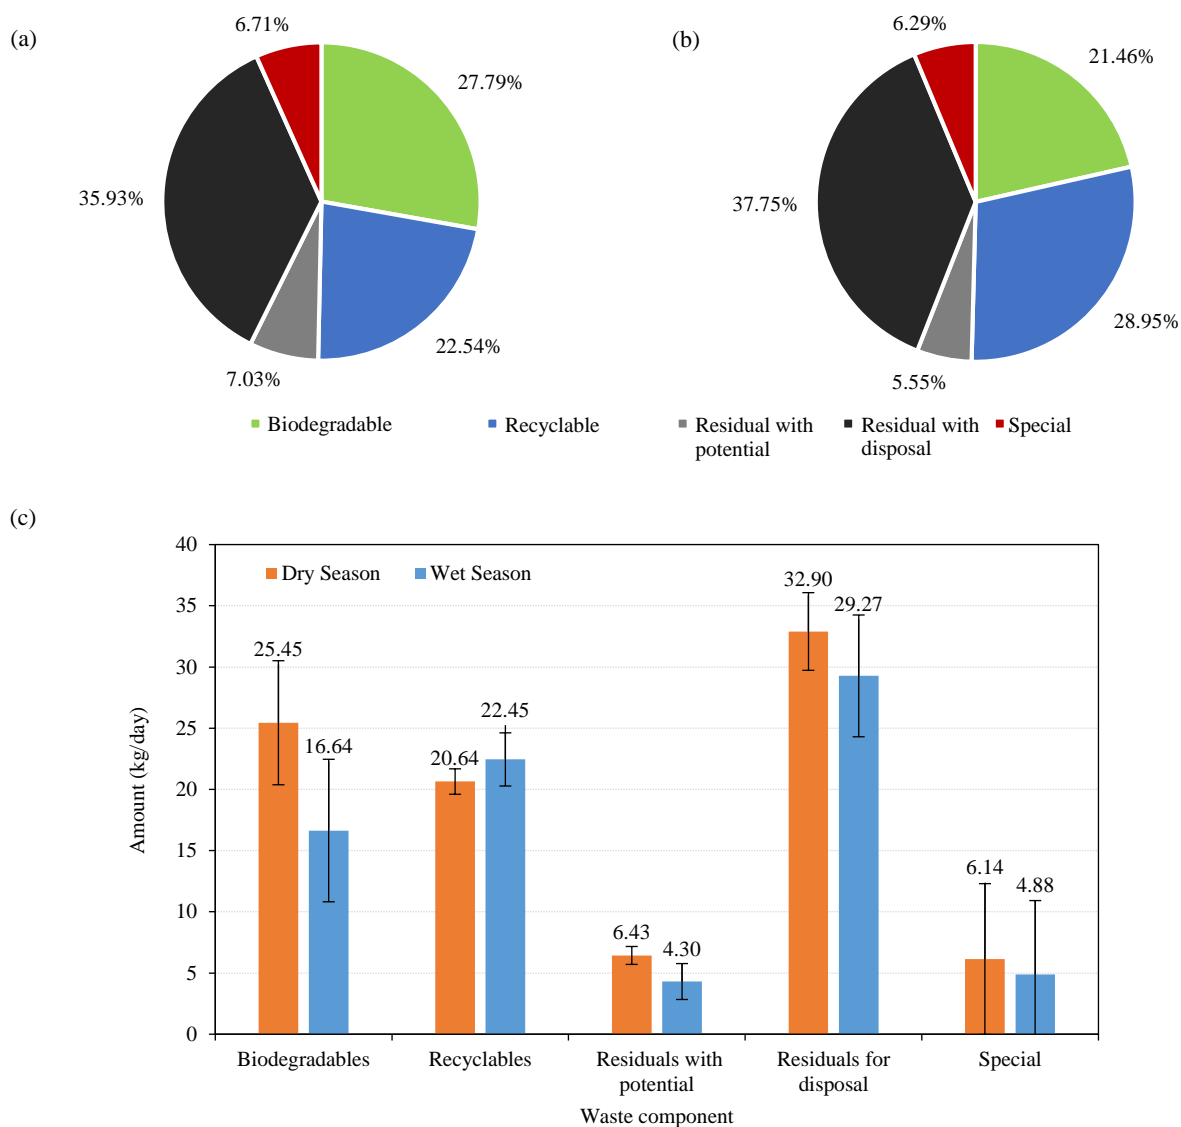 (a)
6.71%
27.79%
35.93%
22.54%
7.03%
(b)
6.29%
21.46%
37.75%
28.95%
5.55%
Biodegradable
Recyclable
Residual with
potential
Residual with
disposal
Special
(c)
Amount (kg/day)
40
35
30
25
20
15
10
5
0
Dry Season
Wet Season
25.45
16.64
20.64
22.45
6.43
4.30
32.90
29.27
6.14
4.88
Biodegradables
Recyclables
Residuals with
potential
Residuals for
disposal
Special
Waste component